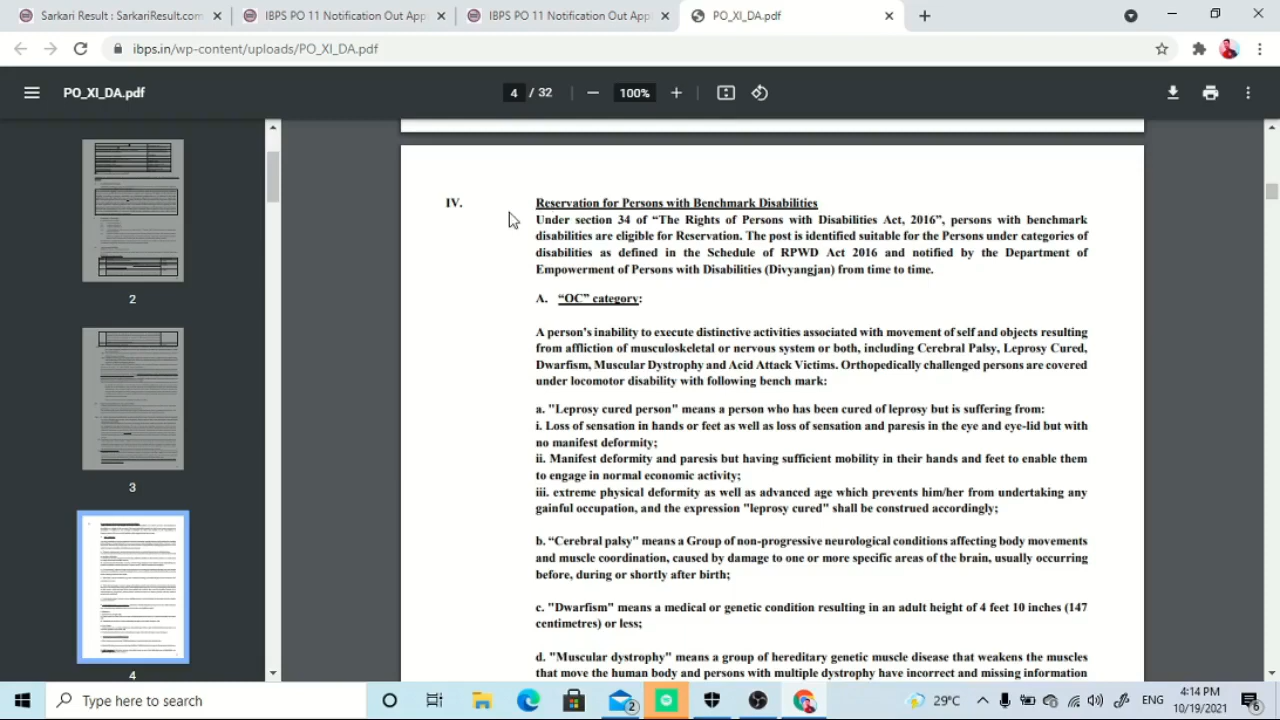 Sarkari Result : SarkariResult.com
IBPS PO 11 Notification Out App
IBPS PO 11 Notification Out App
PO_XI_DA.pdf
ibps.in/wp-content/uploads/PO_XI_DA.pdf
PO_XI_DA.pdf
4 / 32
100%
2
3
4
IV. Reservation for Persons with Benchmark Disabilities
Under section 34 of “The Rights of Persons with Disabilities Act, 2016”, persons with benchmark
disabilities are eligible for Reservation. The post is identified suitable for the Persons under categories of
disabilities as defined in the Schedule of RPWD Act 2016 and notified by the Department of
Empowerment of Persons with Disabilities (Divyangjan) from time to time.
A. “OC” category:
A person’s inability to execute distinctive activities associated with movement of self and objects resulting
from affliction of musculoskeletal or nervous system or both, including Cerebral Palsy, Leprosy Cured,
Dwarfism, Muscular Dystrophy and Acid Attack Victims. Orthopedically challenged persons are covered
under locomotor disability with following bench mark:
"Leprosy cured person" means a person who has been cured of leprosy but is suffering from:
i. Loss of sensation in hands or feet as well as loss of sensation and paresis in the eye and eye-lid but with
no manifest deformity;
ii. Manifest deformity and paresis but having sufficient mobility in their hands and feet to enable them
to engage in normal economic activity;
iii. extreme physical deformity as well as advanced age which prevents him/her from undertaking any
gainful occupation, and the expression "leprosy cured" shall be construed accordingly;
"Cerebral palsy" means a Group of non-progressive neurological conditions affecting body movements
muscle coordination, caused by damage to one or more specific areas of the brain, usually occurring
before, during or shortly after birth;
"Dwarfism" means a medical or genetic condition resulting in an adult height of 4 feet 10 inches (147
centimetres) or less;
d. "Muscular dystrophy" means a group of hereditary genetic muscle disease that weakens the muscles
that move the human body and persons with multiple dystrophy have incorrect and missing information
Type here to search
2
29°C
ENG
4:14 PM
10/19/2021
6